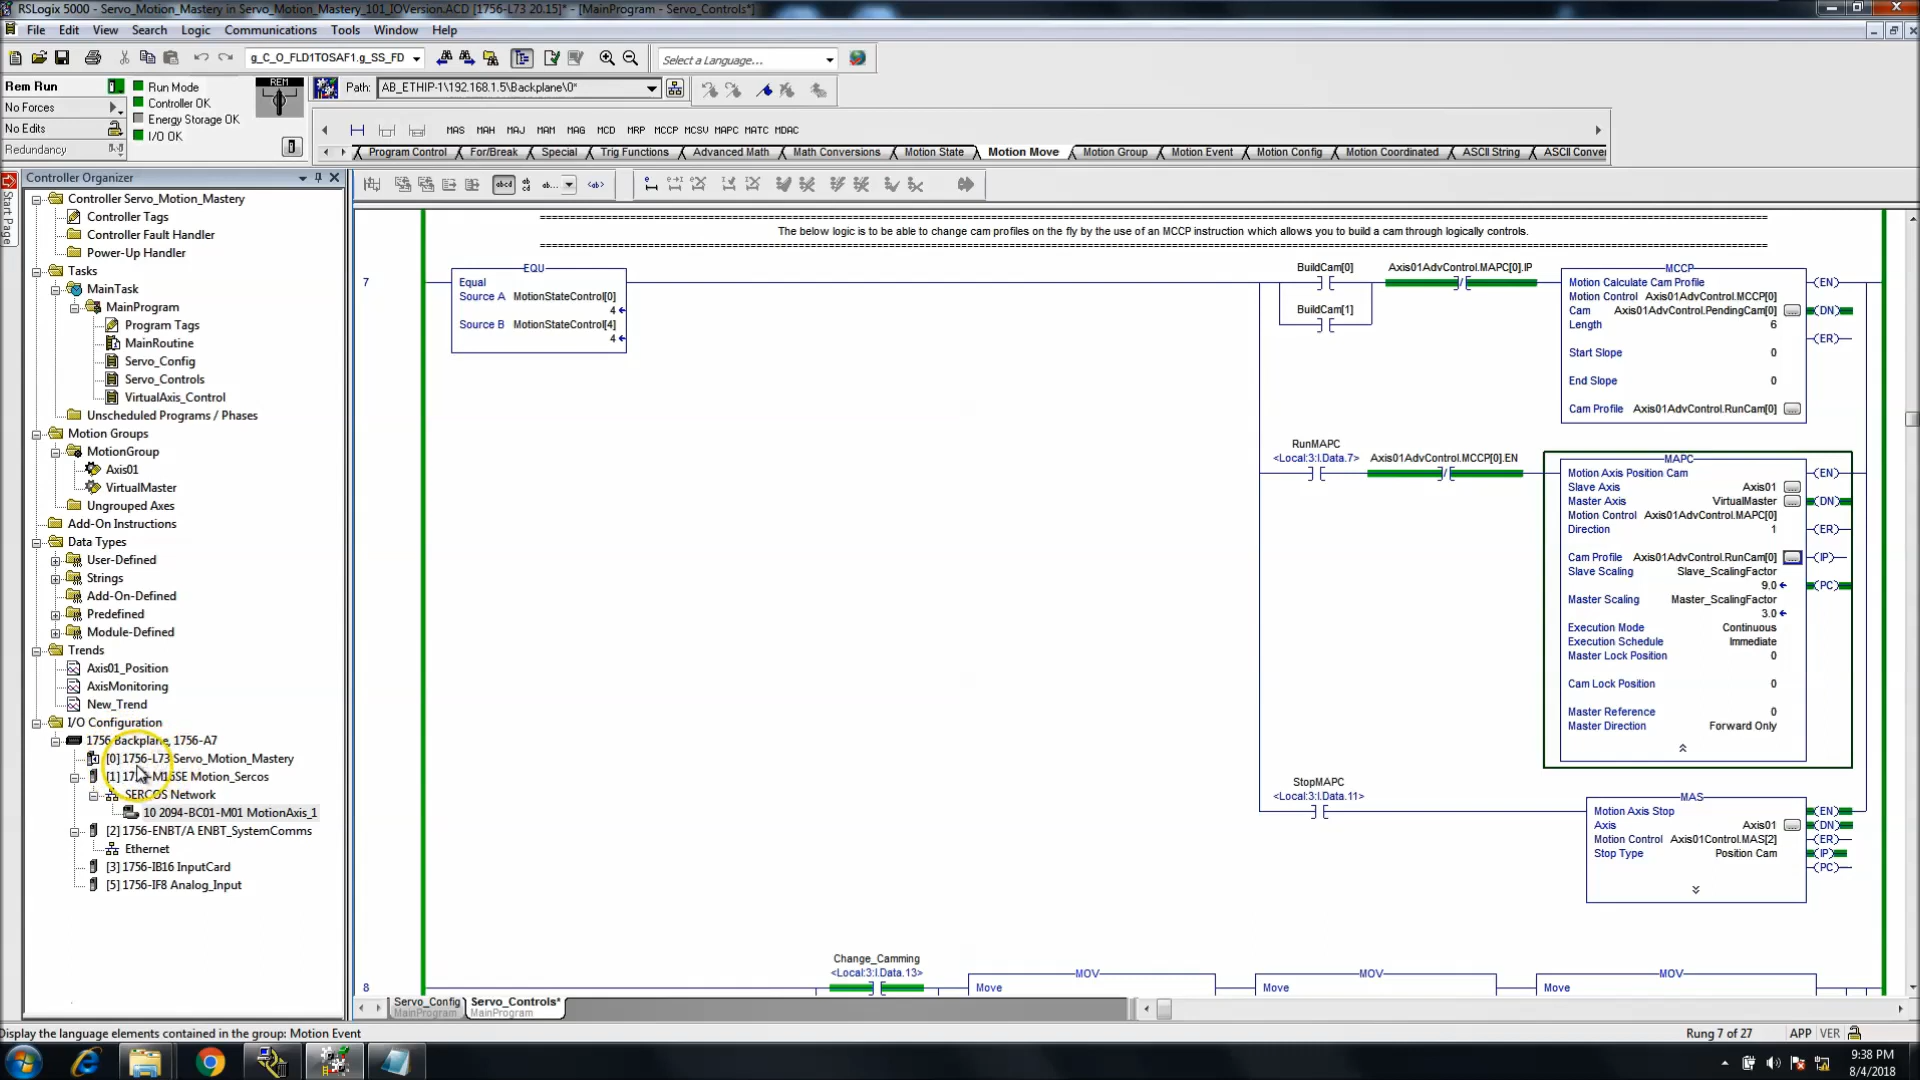 RSLogix 5000 - Servo_Motion_Mastery in Servo_Motion_Mastery_101_IOVersion.ACD [1756-L73 20.15]* - [MainProgram - Servo_Controls*]
File Edit View Search Logic Communications Tools Window Help
g_C_O_FLD1TOSAF1.g_SS_FD
Select a Language...
Rem Run
No Forces
No Edits
Redundancy
Run Mode
Controller OK
Energy Storage OK
I/O OK
REM
Path: AB_ETHIP-1\192.168.1.5\Backplane\0*
MAS MAH MAJ MAM MAG MCD MRP MCCP MCSV MAPC MATC MDAC
Program Control For/Break Special Trig Functions Advanced Math Math Conversions Motion State Motion Move Motion Group Motion Event Motion Config Motion Coordinated ASCII String ASCII Conver
Start Page
Controller Organizer
Controller Servo_Motion_Mastery
Controller Tags
Controller Fault Handler
Power-Up Handler
Tasks
MainTask
MainProgram
Program Tags
MainRoutine
Servo_Config
Servo_Controls
VirtualAxis_Control
Unscheduled Programs / Phases
Motion Groups
MotionGroup
Axis01
VirtualMaster
Ungrouped Axes
Add-On Instructions
Data Types
User-Defined
Strings
Add-On-Defined
Predefined
Module-Defined
Trends
Axis01_Position
AxisMonitoring
New_Trend
I/O Configuration
1756 Backplane, 1756-A7
[0] 1756-L73 Servo_Motion_Mastery
[1] 1756-M16SE Motion_Sercos
SERCOS Network
10 2094-BC01-M01 MotionAxis_1
[2] 1756-ENBT/A ENBT_SystemComms
Ethernet
[3] 1756-IB16 InputCard
[5] 1756-IF8 Analog_Input
The below logic is to be able to change cam profiles on the fly by the use of an MCCP instruction which allows you to build a cam through logically controls.
7
EQU
Equal
Source A MotionStateControl[0]
4
Source B MotionStateControl[4]
4
BuildCam[0]
BuildCam[1]
Axis01AdvControl.MAPC[0].IP
MCCP
Motion Calculate Cam Profile
Motion Control Axis01AdvControl.MCCP[0]
Cam Axis01AdvControl.PendingCam[0] ...
Length 6
Start Slope 0
End Slope 0
Cam Profile Axis01AdvControl.RunCam[0] ...
EN
DN
ER
RunMAPC
<Local:3:I.Data.7>
Axis01AdvControl.MCCP[0].EN
MAPC
Motion Axis Position Cam
Slave Axis Axis01 ...
Master Axis VirtualMaster ...
Motion Control Axis01AdvControl.MAPC[0]
Direction 1
Cam Profile Axis01AdvControl.RunCam[0] ...
Slave Scaling Slave_ScalingFactor
9.0
Master Scaling Master_ScalingFactor
3.0
Execution Mode Continuous
Execution Schedule Immediate
Master Lock Position 0
Cam Lock Position 0
Master Reference 0
Master Direction Forward Only
EN
DN
ER
IP
PC
StopMAPC
<Local:3:I.Data.11>
MAS
Motion Axis Stop
Axis Axis01 ...
Motion Control Axis01Control.MAS[2]
Stop Type Position Cam
EN
DN
ER
IP
PC
8
Change_Camming
<Local:3:I.Data.13>
MOV
Move
MOV
Move
MOV
Move
Servo_Config
MainProgram
Servo_Controls*
MainProgram
Display the language elements contained in the group: Motion Event
Rung 7 of 27 APP VER
9:38 PM
8/4/2018